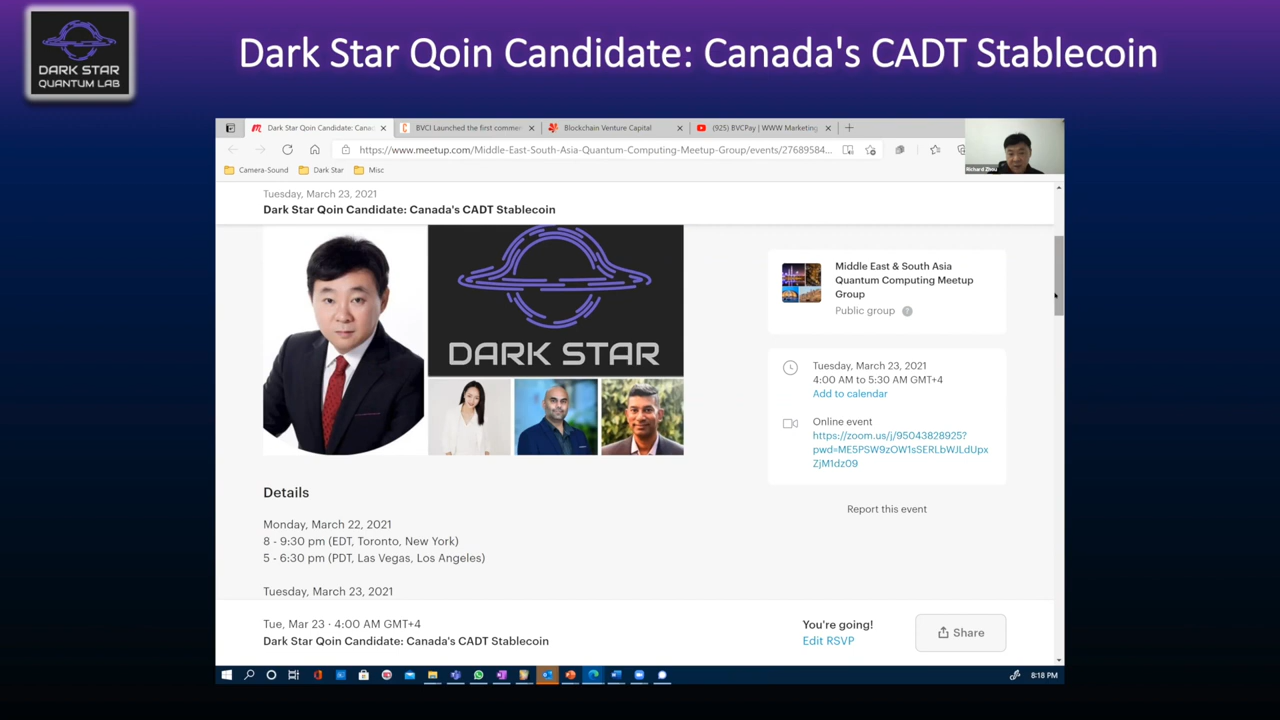 DARK STAR
QUANTUM LAB
Dark Star Qoin Candidate: Canada's CADT Stablecoin
Dark Star Qoin Candidate: Cana
BVCI Launched the first commer
Blockchain Venture Capital
(925) BVCPay | WWW Marketing
https://www.meetup.com/Middle-East-South-Asia-Quantum-Computing-Meetup-Group/events/27689584...
Richard Zhou
Camera-Sound
Dark Star
Misc
Tuesday, March 23, 2021
Dark Star Qoin Candidate: Canada's CADT Stablecoin
DARK STAR
Middle East & South Asia
Quantum Computing Meetup
Group
Public group ?
Tuesday, March 23, 2021
4:00 AM to 5:30 AM GMT+4
Add to calendar
Online event
https://zoom.us/j/95043828925?
pwd=ME5PSW9zOW1sSERLbWJLdUpx
ZjM1dz09
Report this event
Details
Monday, March 22, 2021
8 - 9:30 pm (EDT, Toronto, New York)
5 - 6:30 pm (PDT, Las Vegas, Los Angeles)
Tuesday, March 23, 2021
Tue, Mar 23 · 4:00 AM GMT+4
Dark Star Qoin Candidate: Canada's CADT Stablecoin
You're going!
Edit RSVP
Share
8:18 PM